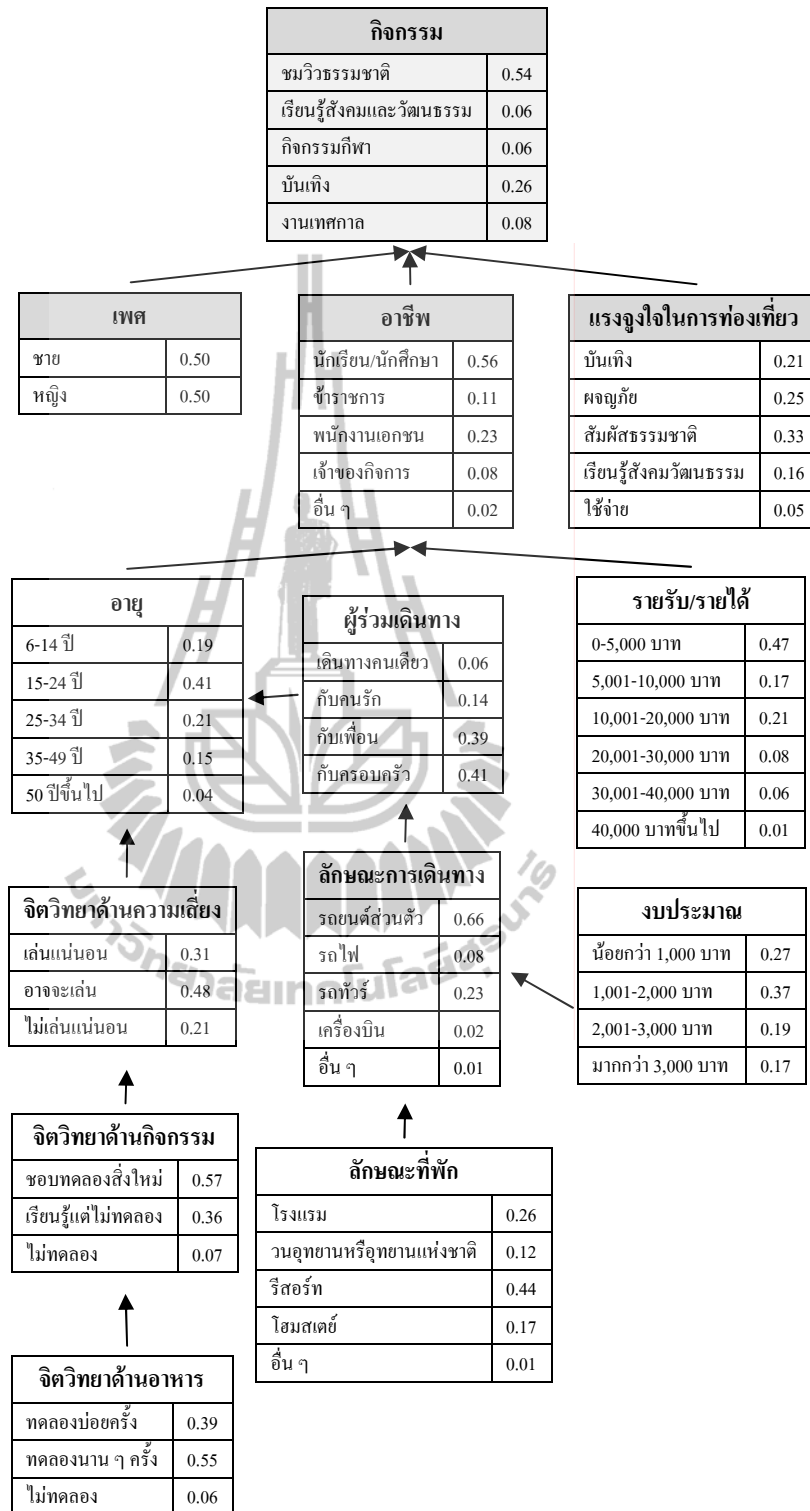 กิจกรรม
ชมวิวธรรมชาติ 0.54
เรียนรู้สังคมและวัฒนธรรม 0.06
กิจกรรมกีฬา 0.06
บันเทิง 0.26
งานเทศกาล 0.08
เพศ
ชาย 0.50
หญิง 0.50
อาชีพ
นักเรียน/นักศึกษา 0.56
ข้าราชการ 0.11
พนักงานเอกชน 0.23
เจ้าของกิจการ 0.08
อื่น ๆ 0.02
แรงจูงใจในการท่องเที่ยว
บันเทิง 0.21
ผจญภัย 0.25
สัมผัสธรรมชาติ 0.33
เรียนรู้สังคมวัฒนธรรม 0.16
ใช้จ่าย 0.05
อายุ
6-14 ปี 0.19
15-24 ปี 0.41
25-34 ปี 0.21
35-49 ปี 0.15
50 ปีขึ้นไป 0.04
ผู้ร่วมเดินทาง
เดินทางคนเดียว 0.06
กับคนรัก 0.14
กับเพื่อน 0.39
กับครอบครัว 0.41
รายรับ/รายได้
0-5,000 บาท 0.47
5,001-10,000 บาท 0.17
10,001-20,000 บาท 0.21
20,001-30,000 บาท 0.08
30,001-40,000 บาท 0.06
40,000 บาทขึ้นไป 0.01
จิตวิทยาด้านความเสี่ยง
เล่นแน่นอน 0.31
อาจจะเล่น 0.48
ไม่เล่นแน่นอน 0.21
ลักษณะการเดินทาง
รถยนต์ส่วนตัว 0.66
รถไฟ 0.08
รถทัวร์ 0.23
เครื่องบิน 0.02
อื่น ๆ 0.01
งบประมาณ
น้อยกว่า 1,000 บาท 0.27
1,001-2,000 บาท 0.37
2,001-3,000 บาท 0.19
มากกว่า 3,000 บาท 0.17
มหาวิทยาลัยเทคโนโลยีสุรนารี
จิตวิทยาด้านกิจกรรม
ชอบทดลองสิ่งใหม่ 0.57
เรียนรู้แต่ไม่ทดลอง 0.36
ไม่ทดลอง 0.07
ลักษณะที่พัก
โรงแรม 0.26
วนอุทยานหรือุทยานแห่งชาติ 0.12
รีสอร์ท 0.44
โฮมสเตย์ 0.17
อื่น ๆ 0.01
จิตวิทยาด้านอาหาร
ทดลองบ่อยครั้ง 0.39
ทดลองนาน ๆ ครั้ง 0.55
ไม่ทดลอง 0.06